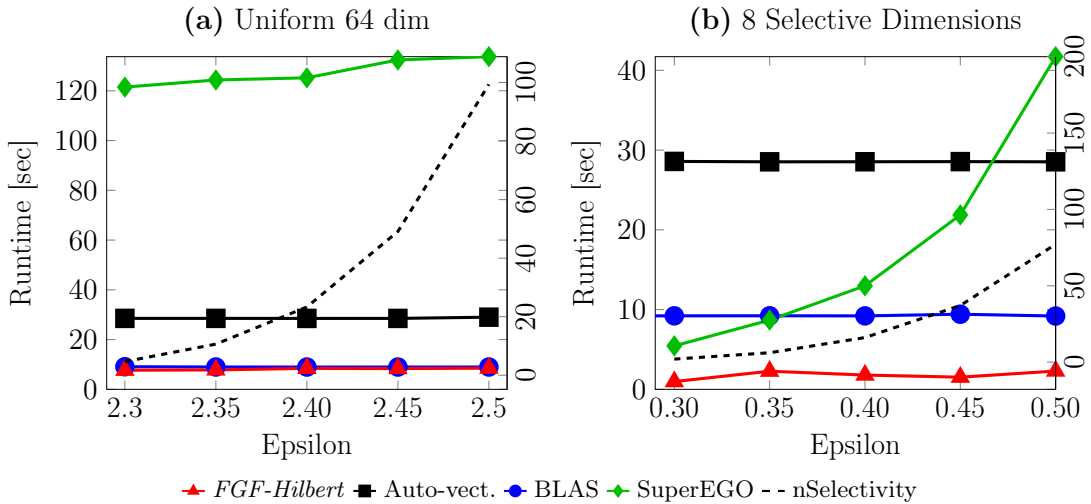 (a) Uniform 64 dim
(b) 8 Selective Dimensions
Runtime [sec]
120
100
80
60
40
20
0
100
80
60
40
20
0
2.3 2.35 2.40 2.45 2.5
Epsilon
Runtime [sec]
40
30
20
10
0
200
150
100
50
0
0.30 0.35 0.40 0.45 0.50
Epsilon
FGF-Hilbert Auto-vect. BLAS SuperEGO nSelectivity